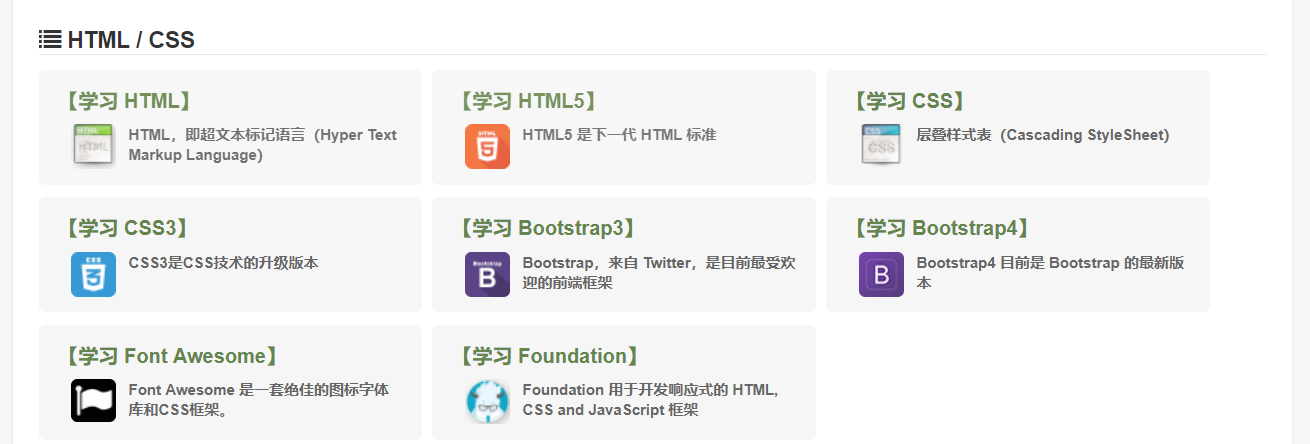 HTML / CSS
【学习 HTML】
HTML，即超文本标记语言（Hyper Text
Markup Language）
【学习 HTML5】
HTML5 是下一代 HTML 标准
【学习 CSS】
层叠样式表（Cascading StyleSheet）
【学习 CSS3】
CSS3是CSS技术的升级版本
【学习 Bootstrap3】
Bootstrap，来自 Twitter，是目前最受欢
迎的前端框架
【学习 Bootstrap4】
Bootstrap4 目前是 Bootstrap 的最新版
本
【学习 Font Awesome】
Font Awesome 是一套绝佳的图标字体
库和CSS框架。
【学习 Foundation】
Foundation 用于开发响应式的 HTML,
CSS and JavaScript 框架